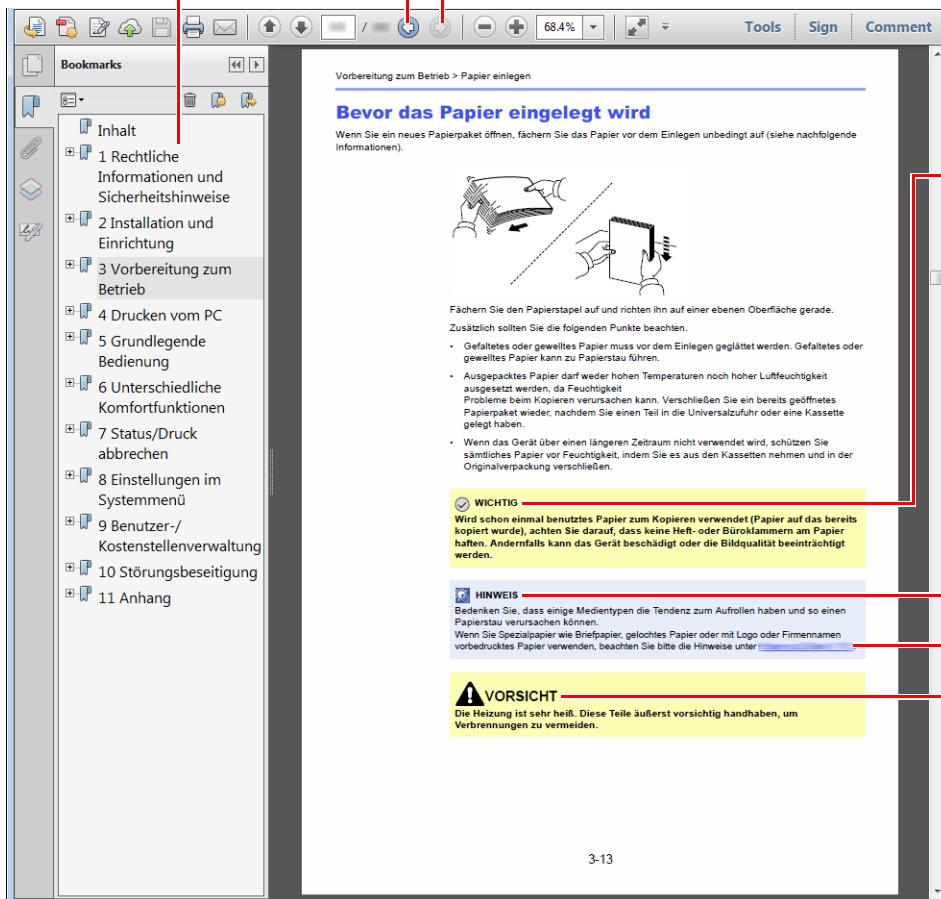 /
68.4%
Tools
Sign
Comment
Bookmarks
Inhalt
1 Rechtliche
Informationen und
Sicherheitshinweise
2 Installation und
Einrichtung
3 Vorbereitung zum
Betrieb
4 Drucken vom PC
5 Grundlegende
Bedienung
6 Unterschiedliche
Komfortfunktionen
7 Status/Druck
abbrechen
8 Einstellungen im
Systemmenü
9 Benutzer-/
Kostenstellenverwaltung
10 Störungsbeseitigung
11 Anhang
Vorbereitung zum Betrieb > Papier einlegen
Bevor das Papier eingelegt wird
Wenn Sie ein neues Papierpaket öffnen, fächern Sie das Papier vor dem Einlegen unbedingt auf (siehe nachfolgende
Informationen).
Fächern Sie den Papierstapel auf und richten ihn auf einer ebenen Oberfläche gerade.
Zusätzlich sollten Sie die folgenden Punkte beachten.
• Gefaltetes oder gewelltes Papier muss vor dem Einlegen geglättet werden. Gefaltetes oder
gewelltes Papier kann zu Papierstau führen.
• Ausgepacktes Papier darf weder hohen Temperaturen noch hoher Luftfeuchtigkeit
ausgesetzt werden, da Feuchtigkeit
Probleme beim Kopieren verursachen kann. Verschließen Sie ein bereits geöffnetes
Papierpaket wieder, nachdem Sie einen Teil in die Universalzufuhr oder eine Kassette
gelegt haben.
• Wenn das Gerät über einen längeren Zeitraum nicht verwendet wird, schützen Sie
sämtliches Papier vor Feuchtigkeit, indem Sie es aus den Kassetten nehmen und in der
Originalverpackung verschließen.
WICHTIG
Wird schon einmal benutztes Papier zum Kopieren verwendet (Papier auf das bereits
kopiert wurde), achten Sie darauf, dass keine Heft- oder Büroklammern am Papier
haften. Andernfalls kann das Gerät beschädigt oder die Bildqualität beeinträchtigt
werden.
HINWEIS
Bedenken Sie, dass einige Medientypen die Tendenz zum Aufrollen haben und so einen
Papierstau verursachen können.
Wenn Sie Spezialpapier wie Briefpapier, gelochtes Papier oder mit Logo oder Firmennamen
vorbedrucktes Papier verwenden, beachten Sie bitte die Hinweise unter
VORSICHT
Die Heizung ist sehr heiß. Diese Teile äußerst vorsichtig handhaben, um
Verbrennungen zu vermeiden.
3-13